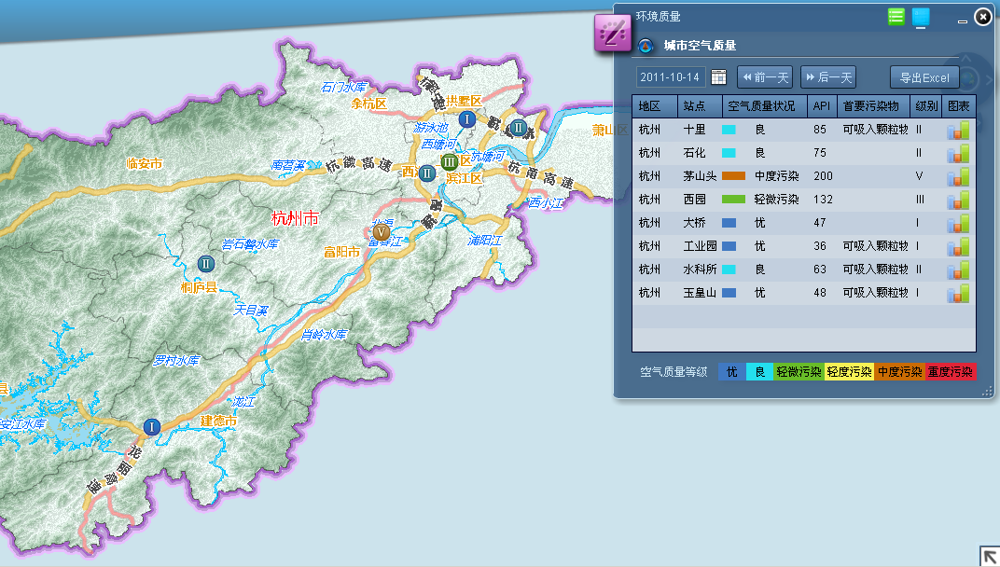 环境质量
城市空气质量
2011-10-14 前一天 后一天 导出Excel
地区 站点 空气质量状况 API 首要污染物 级别 图表
杭州 十里 良 85 可吸入颗粒物 II
杭州 石化 良 75 II
杭州 茅山头 中度污染 200 V
杭州 西园 轻微污染 132 III
杭州 大桥 优 47 I
杭州 工业园 优 36 可吸入颗粒物 I
杭州 水科所 良 63 可吸入颗粒物 II
杭州 玉皇山 优 48 可吸入颗粒物 I
空气质量等级 优 良 轻微污染 轻度污染 中度污染 重度污染
石门水库
余杭区
拱墅区
I
II
游泳池
萧山区
西塘河
III
区
坑塘河
临安市
南苕溪
杭徽高速
西
II
滨江区
杭甬高速
西小江
杭州市
V
富春江
浦阳江
岩石磐水库
富阳市
II
桐庐县
天目溪
肖岭水库
罗村水库
县
泷江
安江水库
I
建德市
龙丽高速